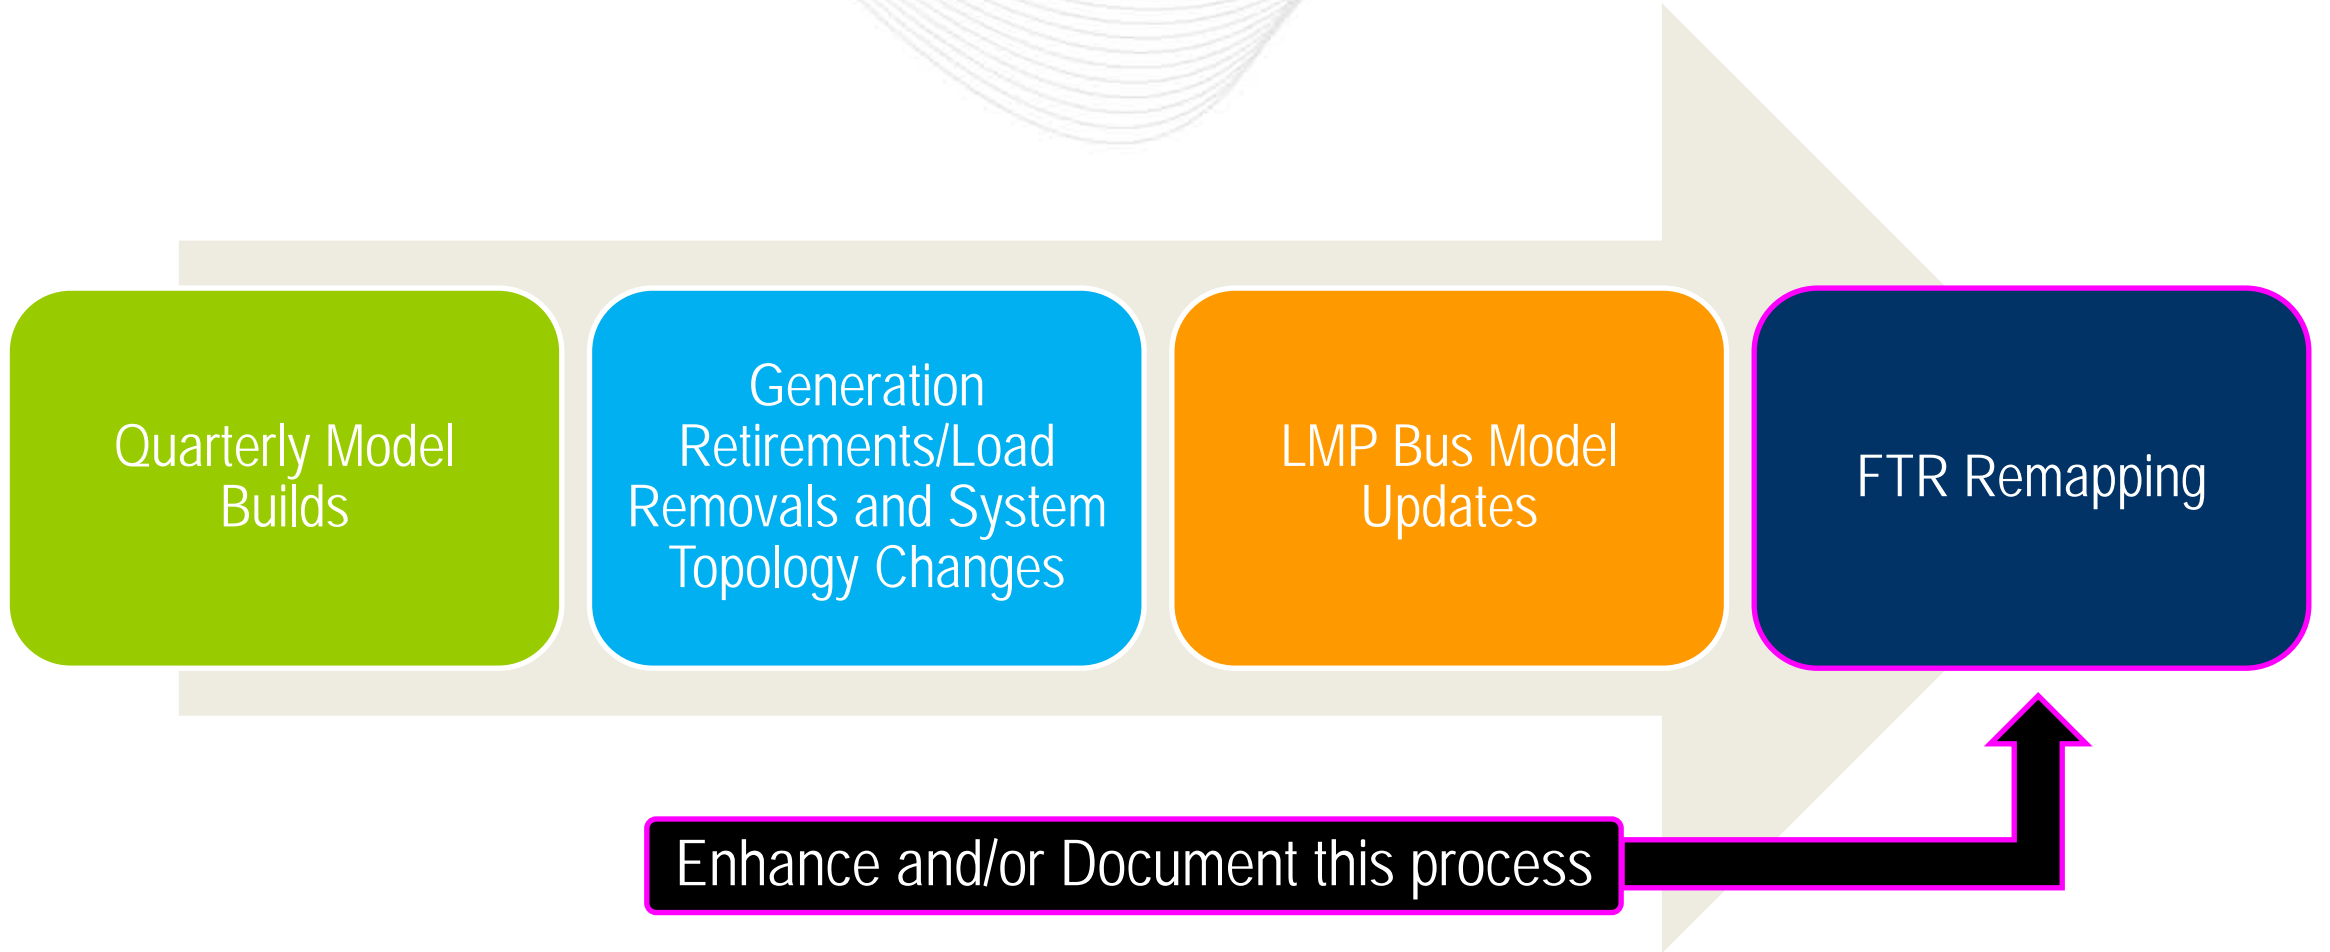 Quarterly Model
Builds
Generation
Retirements/Load
Removals and System
Topology Changes
LMP Bus Model
Updates
FTR Remapping
Enhance and/or Document this process